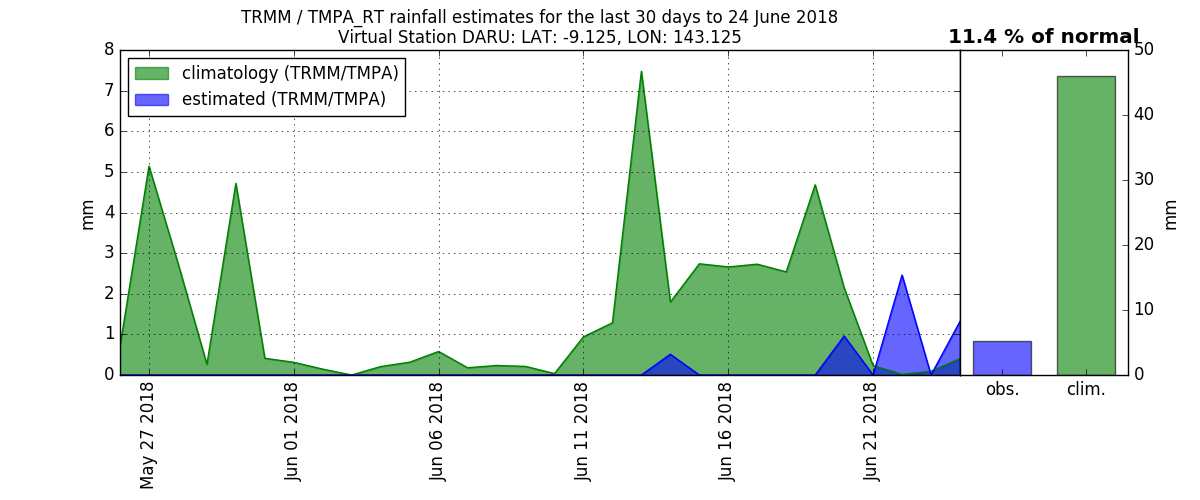 TRMM / TMPA_RT rainfall estimates for the last 30 days to 24 June 2018
Virtual Station DARU: LAT: -9.125, LON: 143.125
11.4 % of normal
climatology (TRMM/TMPA)
estimated (TRMM/TMPA)
8
7
6
5
4
3
2
1
0
mm
May 27 2018
Jun 01 2018
Jun 06 2018
Jun 11 2018
Jun 16 2018
Jun 21 2018
obs.
clim.
50
40
30
20
10
0
mm